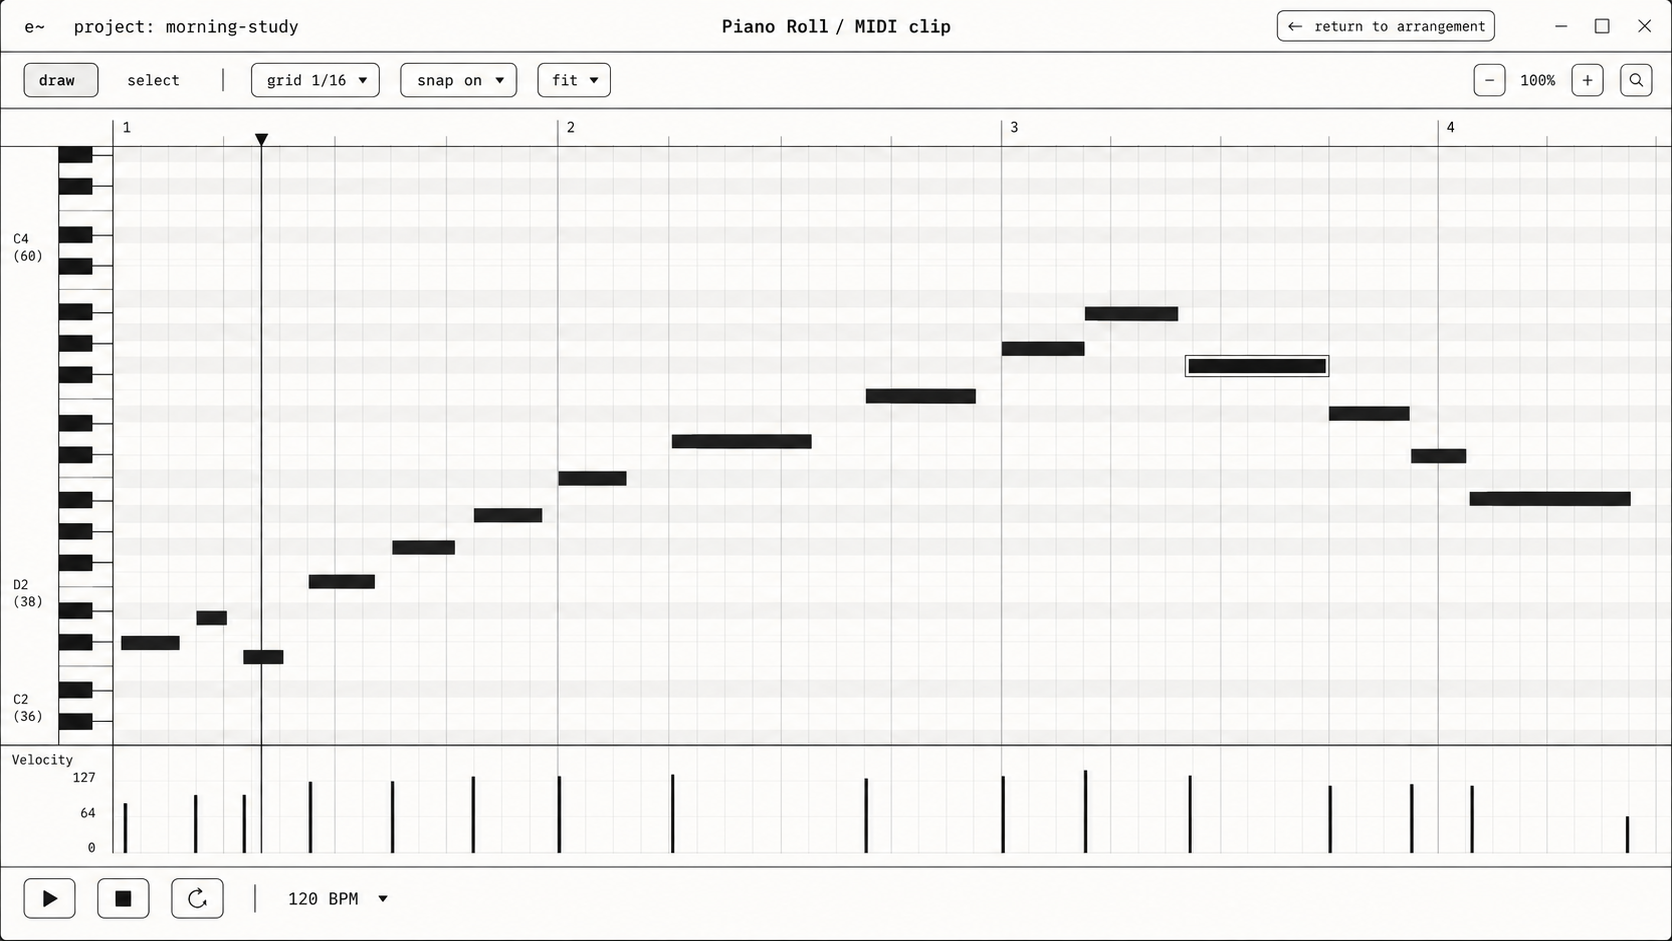 e~ project: morning-study
Piano Roll / MIDI clip
← return to arrangement
draw select grid 1/16 snap on fit
− 100% +
1 2 3 4
C4
(60)
D2
(38)
C2
(36)
Velocity
127
64
0
120 BPM